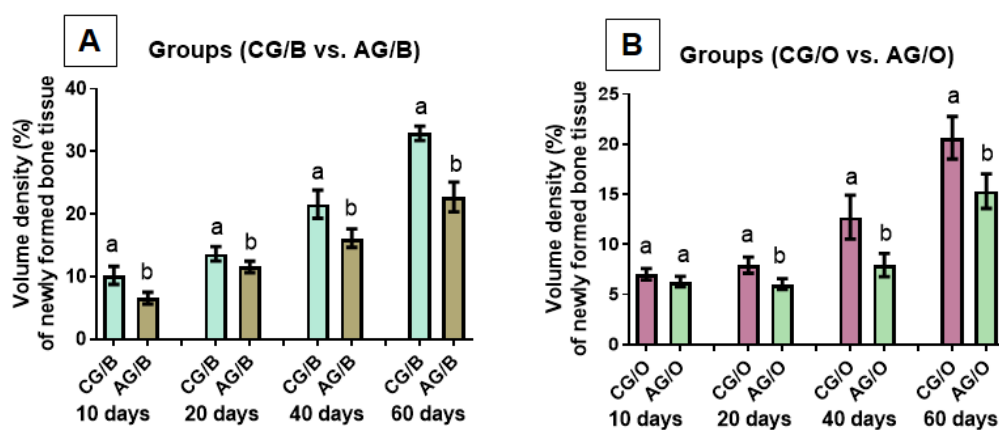 A
Groups (CG/B vs. AG/B)
Volume density (%)
of newly formed bone tissue
40
30
20
10
0
a
b
a
b
a
b
a
b
CG/B
AG/B
CG/B
AG/B
CG/B
AG/B
CG/B
AG/B
10 days
20 days
40 days
60 days
B
Groups (CG/O vs. AG/O)
Volume density (%)
of newly formed bone tissue
25
20
15
10
5
0
a
a
a
b
a
b
a
b
CG/O
AG/O
CG/O
AG/O
CG/O
AG/O
CG/O
AG/O
10 days
20 days
40 days
60 days